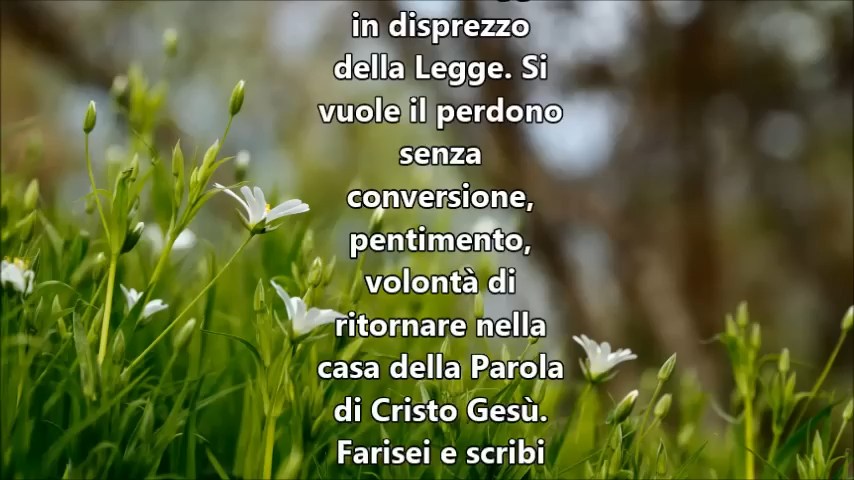 in disprezzo
della Legge. Si
vuole il perdono
senza
conversione,
pentimento,
volontà di
ritornare nella
casa della Parola
di Cristo Gesù.
Farisei e scribi